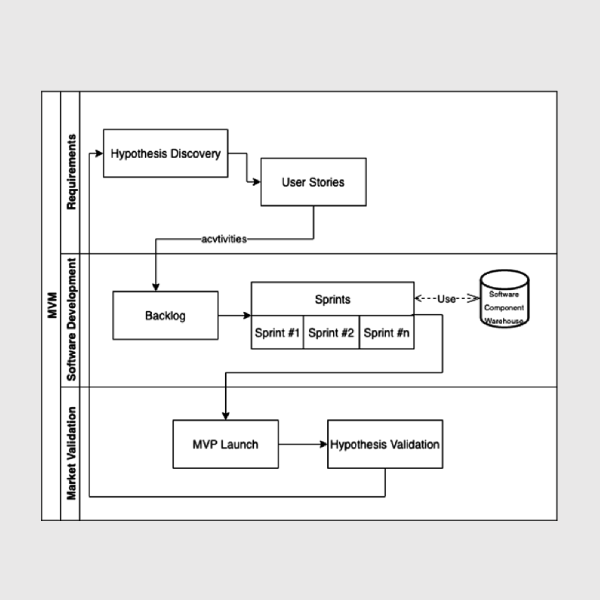 MVM
Requirements
Hypothesis Discovery
User Stories
acvtivities
Software Development
Backlog
Sprints
Sprint #1
Sprint #2
Sprint #n
Use
Software
Component
Warehouse
Market Validation
MVP Launch
Hypothesis Validation